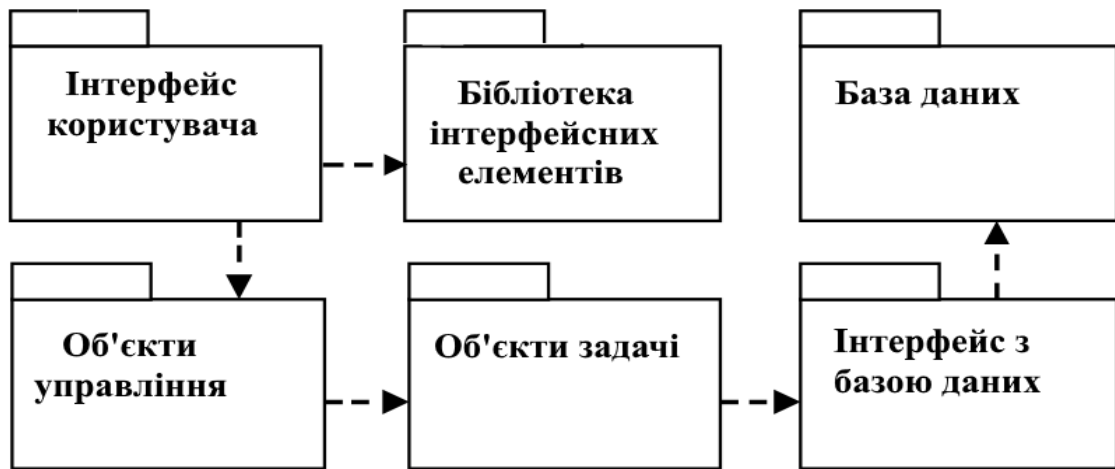 Інтерфейс
користувача
Бібліотека
інтерфейсних
елементів
База даних
Об'єкти
управління
Об'єкти задачі
Інтерфейс з
базою даних